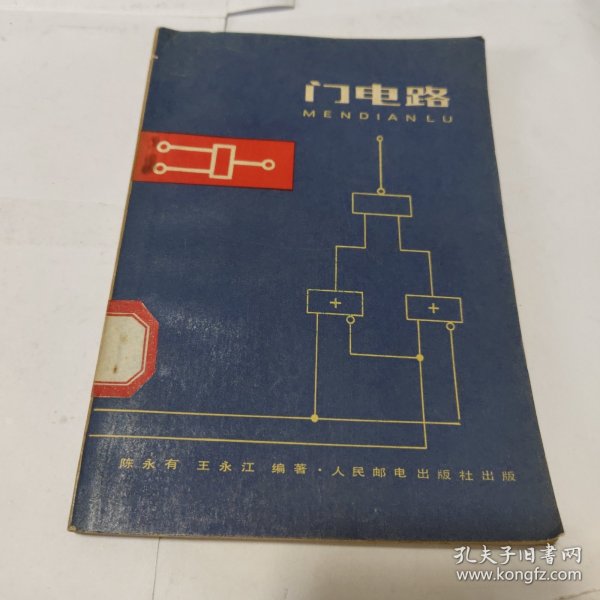 门电路
MENDIANLU
+
+
陈永有 王永江 编著·人民邮电出版社出版
孔夫子旧书网
www.kongfz.com